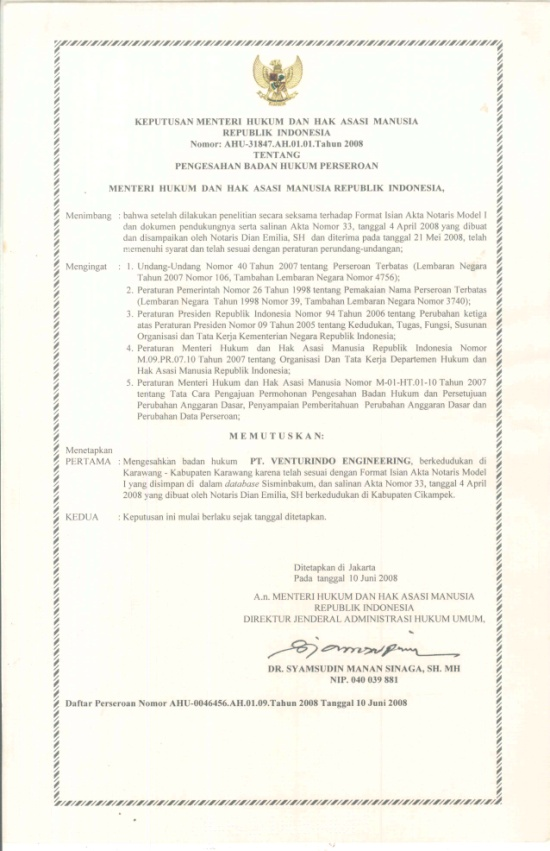 KEPUTUSAN MENTERI HUKUM DAN HAK ASASI MANUSIA
REPUBLIK INDONESIA
Nomor: AHU-31847.AH.01.01.Tahun 2008
TENTANG
PENGESAHAN BADAN HUKUM PERSEROAN
MENTERI HUKUM DAN HAK ASASI MANUSIA REPUBLIK INDONESIA,
Menimbang : bahwa setelah dilakukan penelitian secara seksama terhadap Format Isian Akta Notaris Model I
dan dokumen pendukungnya serta salinan Akta Nomor 33, tanggal 4 April 2008 yang dibuat
dan disampaikan oleh Notaris Dian Emilia, SH dan diterima pada tanggal 21 Mei 2008, telah
memenuhi syarat dan telah sesuai dengan peraturan perundang-undangan;
Mengingat : 1. Undang-Undang Nomor 40 Tahun 2007 tentang Perseroan Terbatas (Lembaran Negara
Tahun 2007 Nomor 106, Tambahan Lembaran Negara Nomor 4756);
2. Peraturan Pemerintah Nomor 26 Tahun 1998 tentang Pemakaian Nama Perseroan Terbatas
(Lembaran Negara Tahun 1998 Nomor 39, Tambahan Lembaran Negara Nomor 3740);
3. Peraturan Presiden Republik Indonesia Nomor 94 Tahun 2006 tentang Perubahan ketiga
atas Peraturan Presiden Nomor 09 Tahun 2005 tentang Kedudukan, Tugas, Fungsi, Susunan
Organisasi dan Tata Kerja Kementerian Negara Republik Indonesia;
4. Peraturan Menteri Hukum dan Hak Asasi Manusia Republik Indonesia Nomor
M.09.PR.07.10 Tahun 2007 tentang Organisasi Dan Tata Kerja Departemen Hukum dan
Hak Asasi Manusia Republik Indonesia;
5. Peraturan Menteri Hukum dan Hak Asasi Manusia Nomor M-01-HT.01-10 Tahun 2007
tentang Tata Cara Pengajuan Permohonan Pengesahan Badan Hukum dan Persetujuan
Perubahan Anggaran Dasar, Penyampaian Pemberitahuan Perubahan Anggaran Dasar dan
Perubahan Data Perseroan;
M E M U T U S K A N:
Menetapkan
PERTAMA : Mengesahkan badan hukum PT. VENTURINDO ENGINEERING, berkedudukan di
Karawang - Kabupaten Karawang karena telah sesuai dengan Format Isian Akta Notaris Model
I yang disimpan di dalam database Sisminbakum, dan salinan Akta Nomor 33, tanggal 4 April
2008 yang dibuat oleh Notaris Dian Emilia, SH berkedudukan di Kabupaten Cikampek.
KEDUA : Keputusan ini mulai berlaku sejak tanggal ditetapkan.
Ditetapkan di Jakarta
Pada tanggal 10 Juni 2008
A.n. MENTERI HUKUM DAN HAK ASASI MANUSIA
REPUBLIK INDONESIA
DIREKTUR JENDERAL ADMINISTRASI HUKUM UMUM,
DR. SYAMSUDIN MANAN SINAGA, SH. MH
NIP. 040 039 881
Daftar Perseroan Nomor AHU-0046456.AH.01.09.Tahun 2008 Tanggal 10 Juni 2008